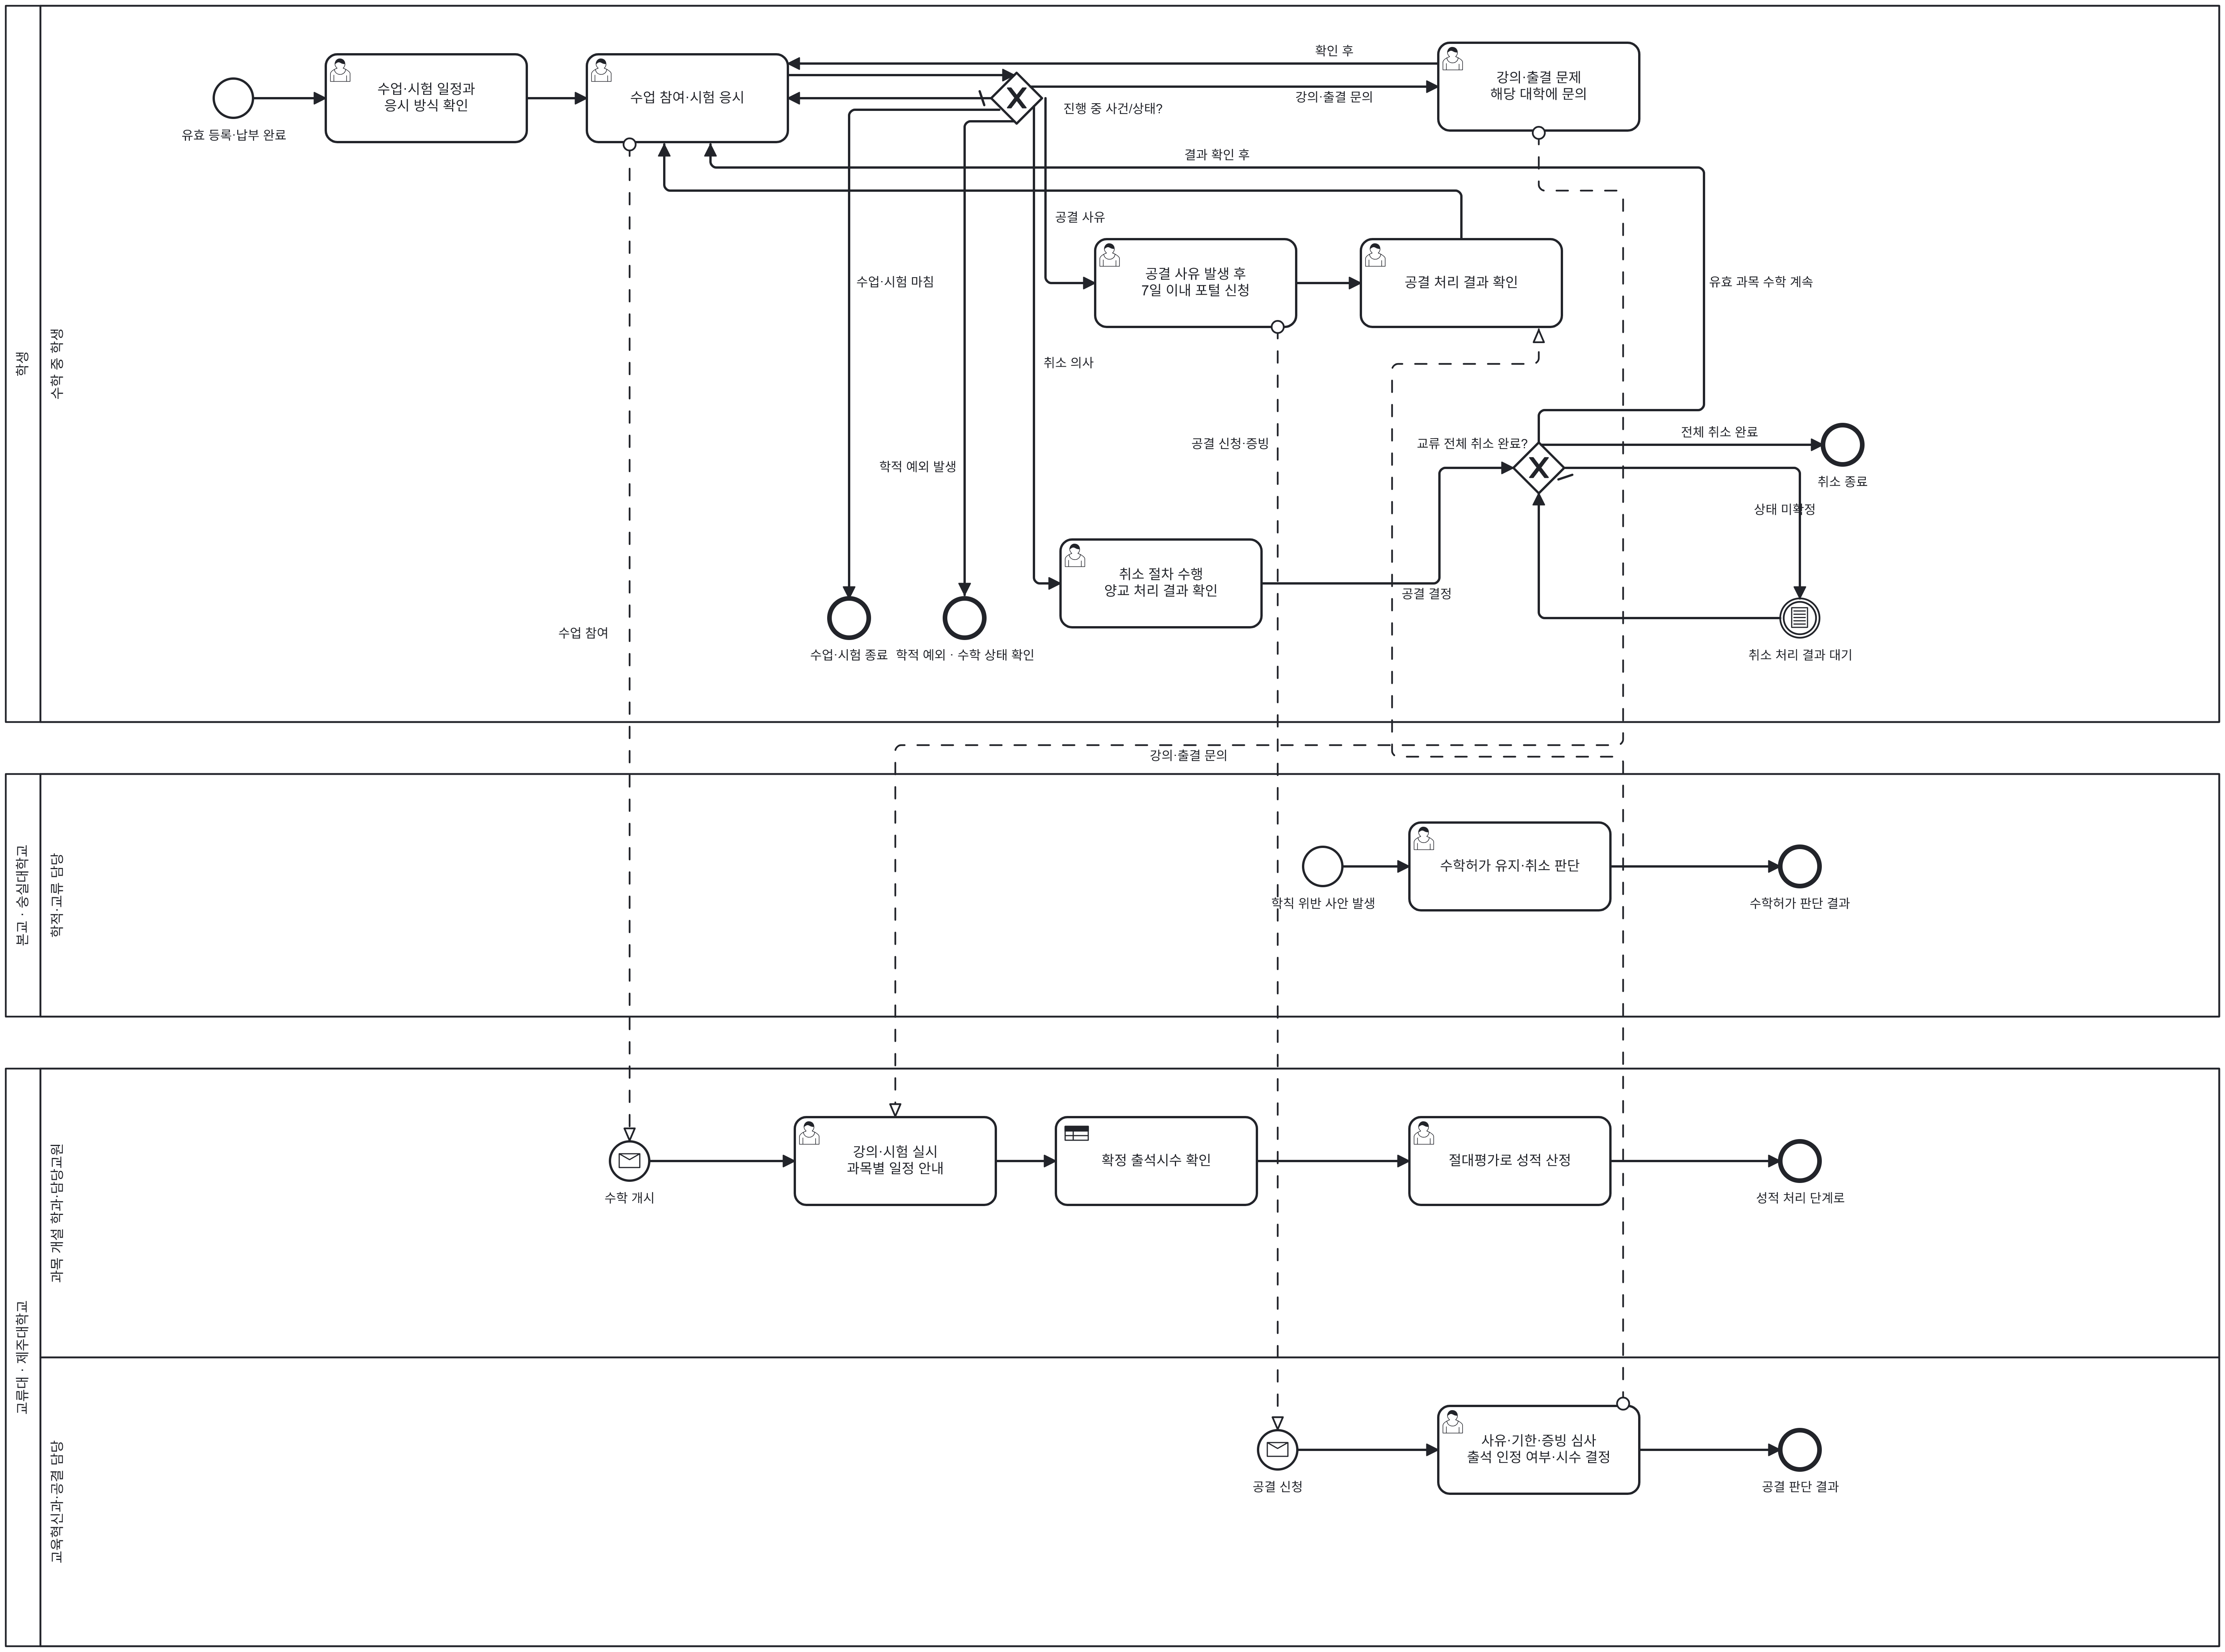 학생
수학 중 학생
유효 등록·납부 완료
수업·시험 일정과
응시 방식 확인
수업 참여·시험 응시
확인 후
진행 중 사건/상태?
강의·출결 문의
강의·출결 문제
해당 대학에 문의
결과 확인 후
공결 사유
공결 사유 발생 후
7일 이내 포털 신청
공결 처리 결과 확인
수업·시험 마침
유효 과목 수학 계속
취소 의사
공결 신청·증빙
교류 전체 취소 완료?
전체 취소 완료
학적 예외 발생
취소 종료
상태 미확정
취소 절차 수행
양교 처리 결과 확인
공결 결정
수업 참여
수업·시험 종료
학적 예외 · 수학 상태 확인
취소 처리 결과 대기
강의·출결 문의
본교 · 숭실대학교
학적·교류 담당
학칙 위반 사안 발생
수학허가 유지·취소 판단
수학허가 판단 결과
교류대 · 제주대학교
과목 개설 학과·담당교원
수학 개시
강의·시험 실시
과목별 일정 안내
확정 출석시수 확인
절대평가로 성적 산정
성적 처리 단계로
교육혁신과·공결 담당
공결 신청
사유·기한·증빙 심사
출석 인정 여부·시수 결정
공결 판단 결과